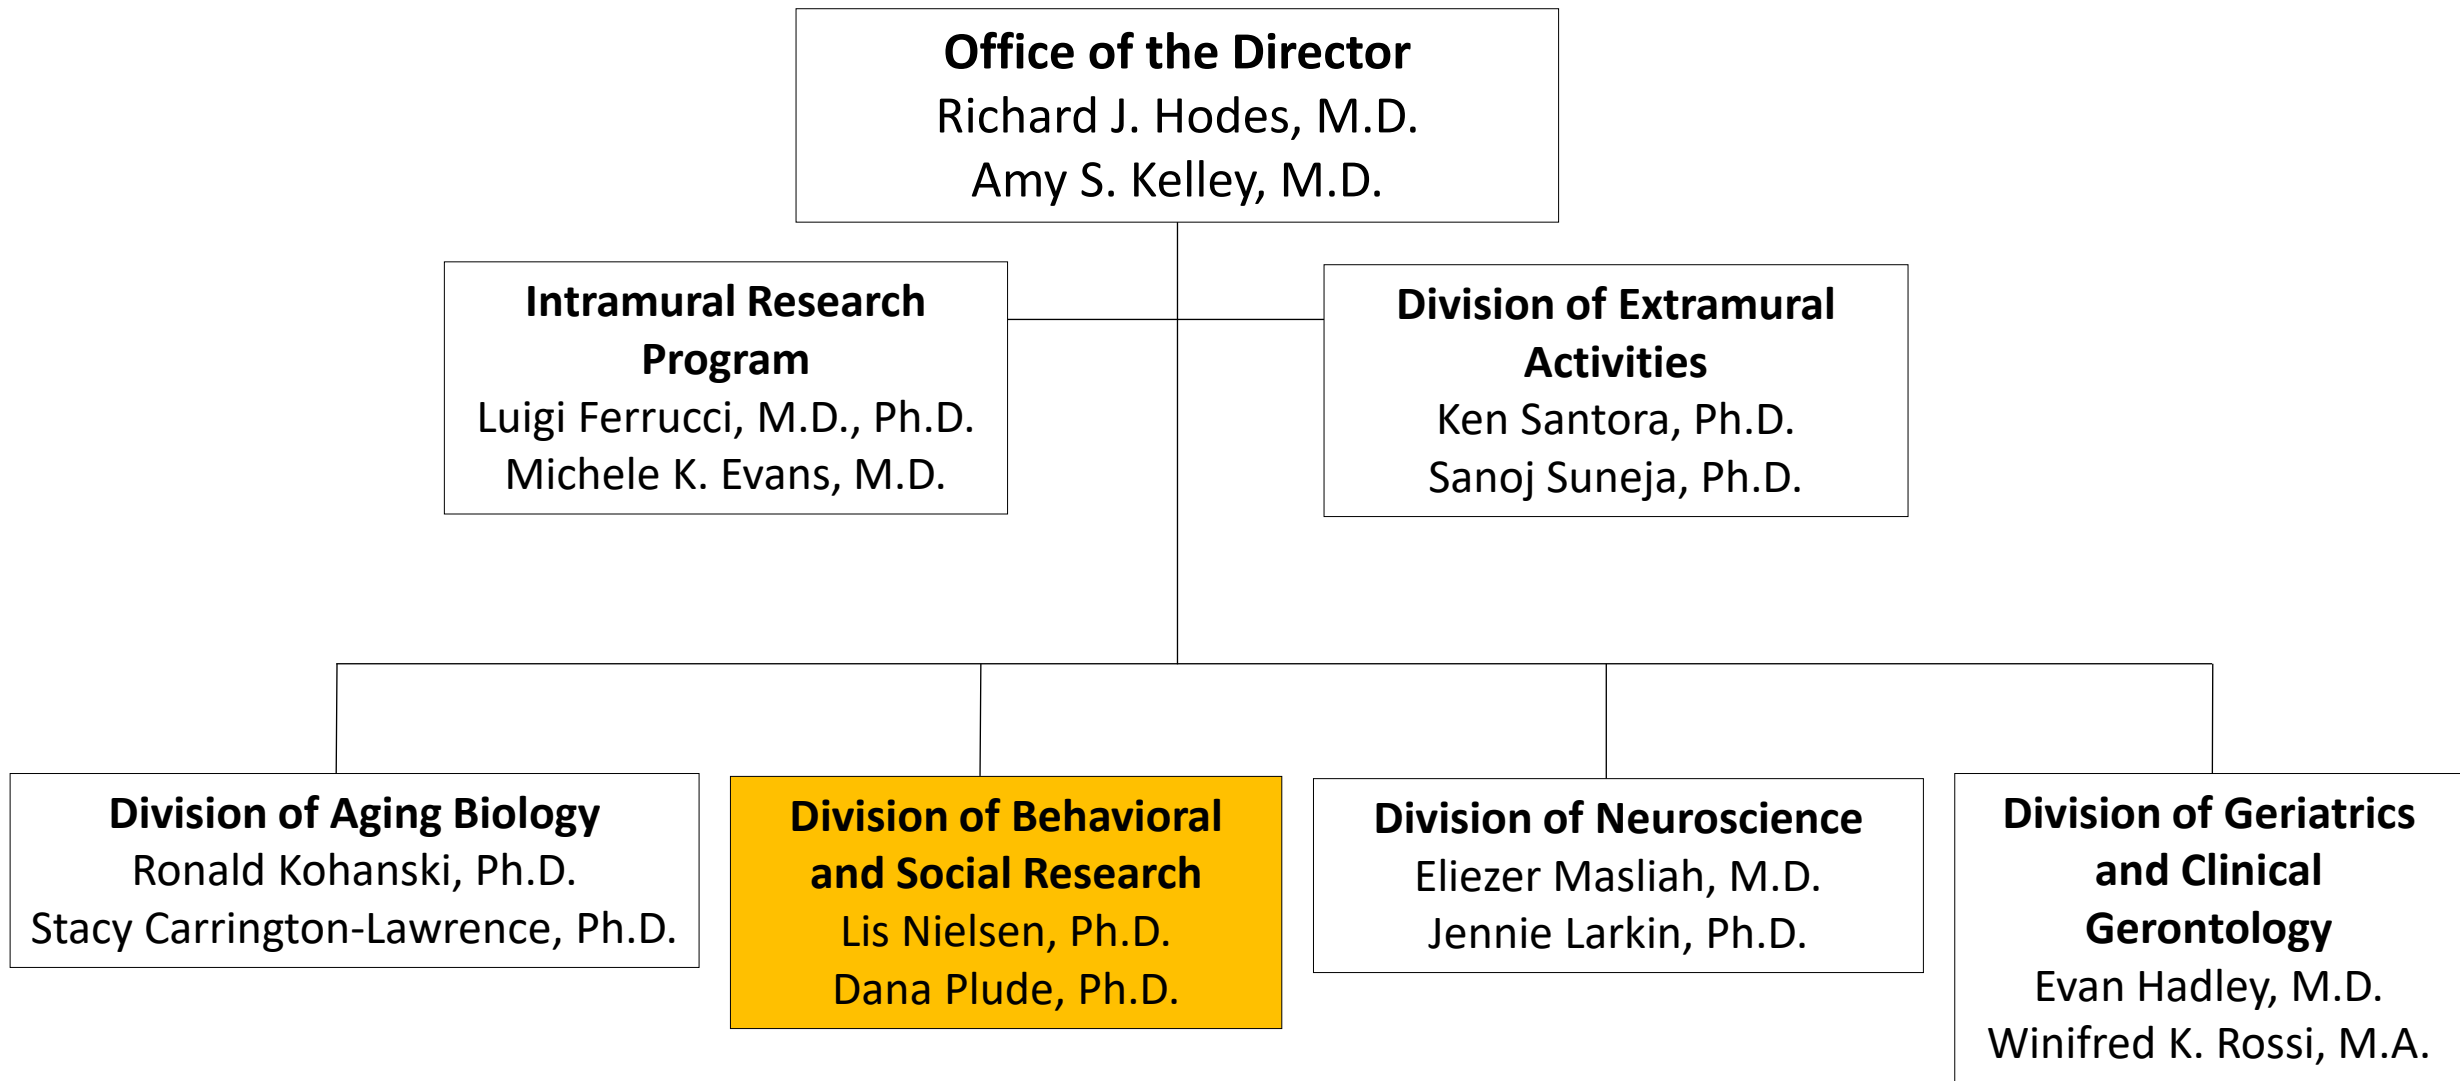 Office of the Director
Richard J. Hodes, M.D.
Amy S. Kelley, M.D.
Intramural Research
Program
Luigi Ferrucci, M.D., Ph.D.
Michele K. Evans, M.D.
Division of Extramural
Activities
Ken Santora, Ph.D.
Sanoj Suneja, Ph.D.
Division of Aging Biology
Ronald Kohanski, Ph.D.
Stacy Carrington-Lawrence, Ph.D.
Division of Behavioral
and Social Research
Lis Nielsen, Ph.D.
Dana Plude, Ph.D.
Division of Neuroscience
Eliezer Masliah, M.D.
Jennie Larkin, Ph.D.
Division of Geriatrics
and Clinical
Gerontology
Evan Hadley, M.D.
Winifred K. Rossi, M.A.